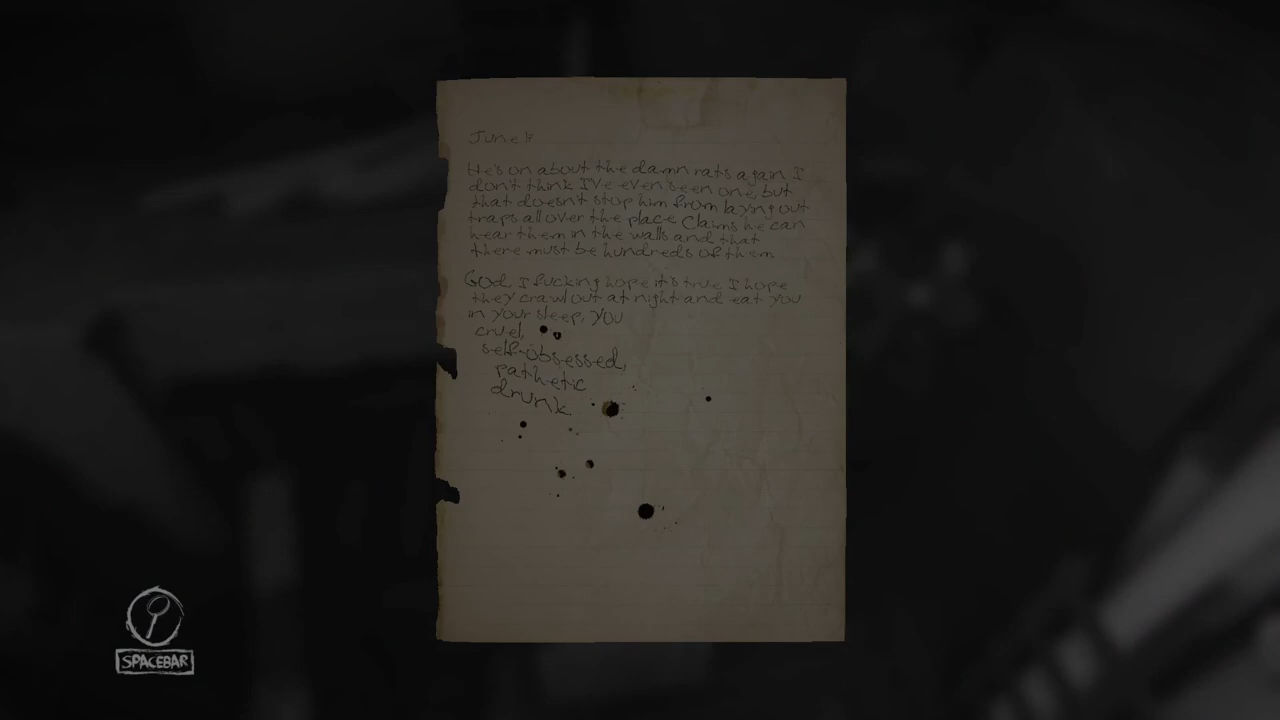 June
He's on about the damn rats again I
don't think I've even seen one, but
that doesn't stop him from laying out
traps all over the place Claims he can
hear them in the walls and that
there must be hundreds of them
God, I fucking hope it's true I hope
they crawl out at night and eat you
in your sleep, you
cruel,
self-obsessed,
pathetic
drunk.
SPACEBAR